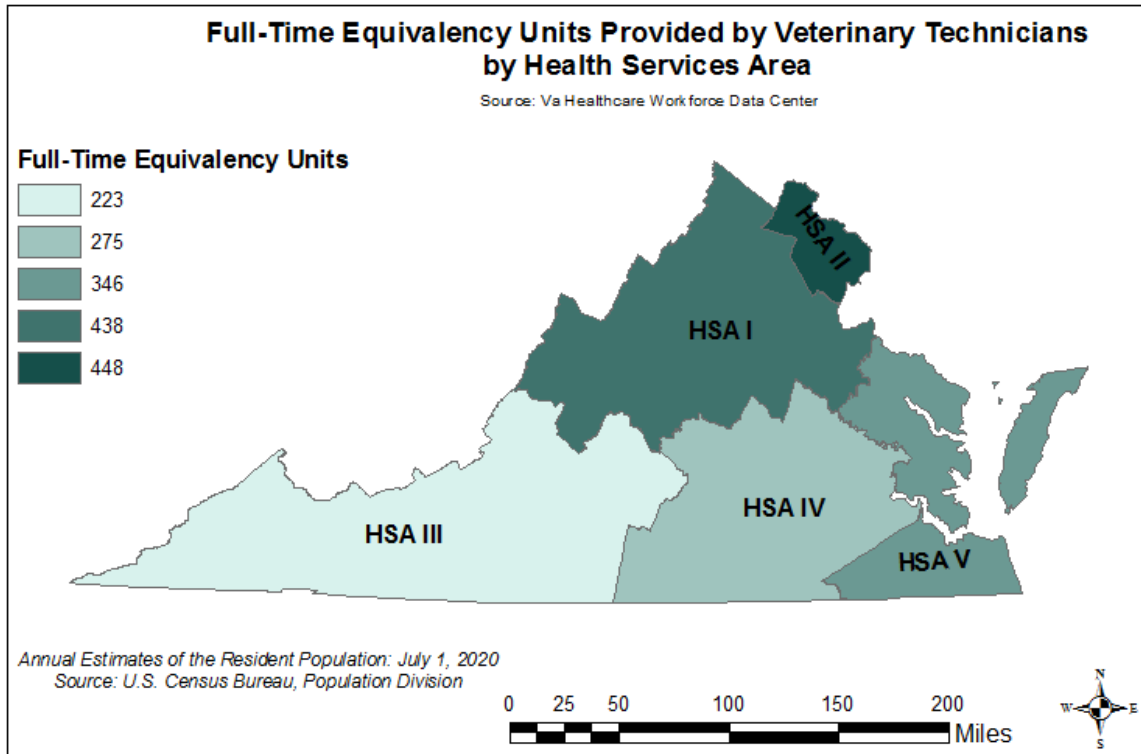 Full-Time Equivalency Units Provided by Veterinary Technicians
by Health Services Area
Source: Va Healthcare Workforce Data Center
Full-Time Equivalency Units
223
275
346
438
448
HSA II
HSA I
HSA III
HSA IV
HSA V
Annual Estimates of the Resident Population: July 1, 2020
Source: U.S. Census Bureau, Population Division
0 25 50 100 150 200
Miles
N
W E
S